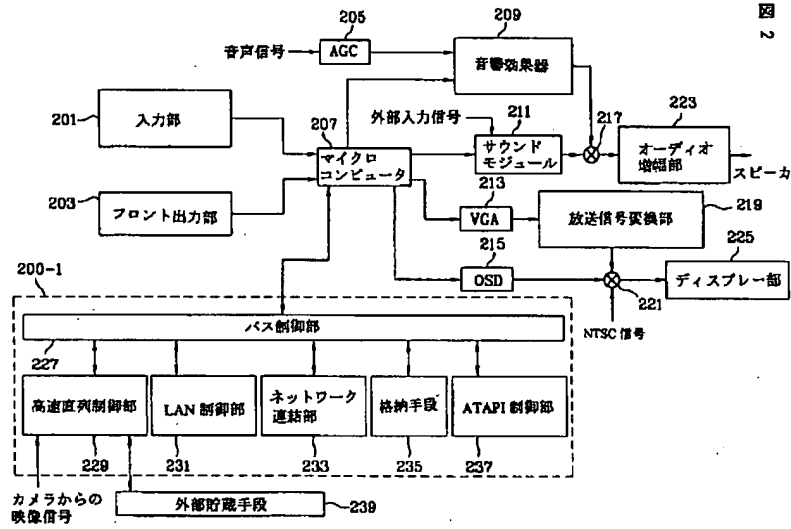 図 2
205
209
音声信号
AGC
音響効果器
201
入力部
207
外部入力信号
211
217
223
マイクロ
コンピュータ
サウンド
モジュール
オーディオ
増幅部
スピーカ
203
フロント出力部
213
VGA
放送信号変換部
219
215
OSD
225
ディスプレー部
221
NTSC 信号
200-1
バス制御部
227
高速直列制御部
LAN 制御部
ネットワーク
連結部
格納手段
ATAPI 制御部
229
231
233
235
237
カメラからの
映像信号
外部貯蔵手段
239